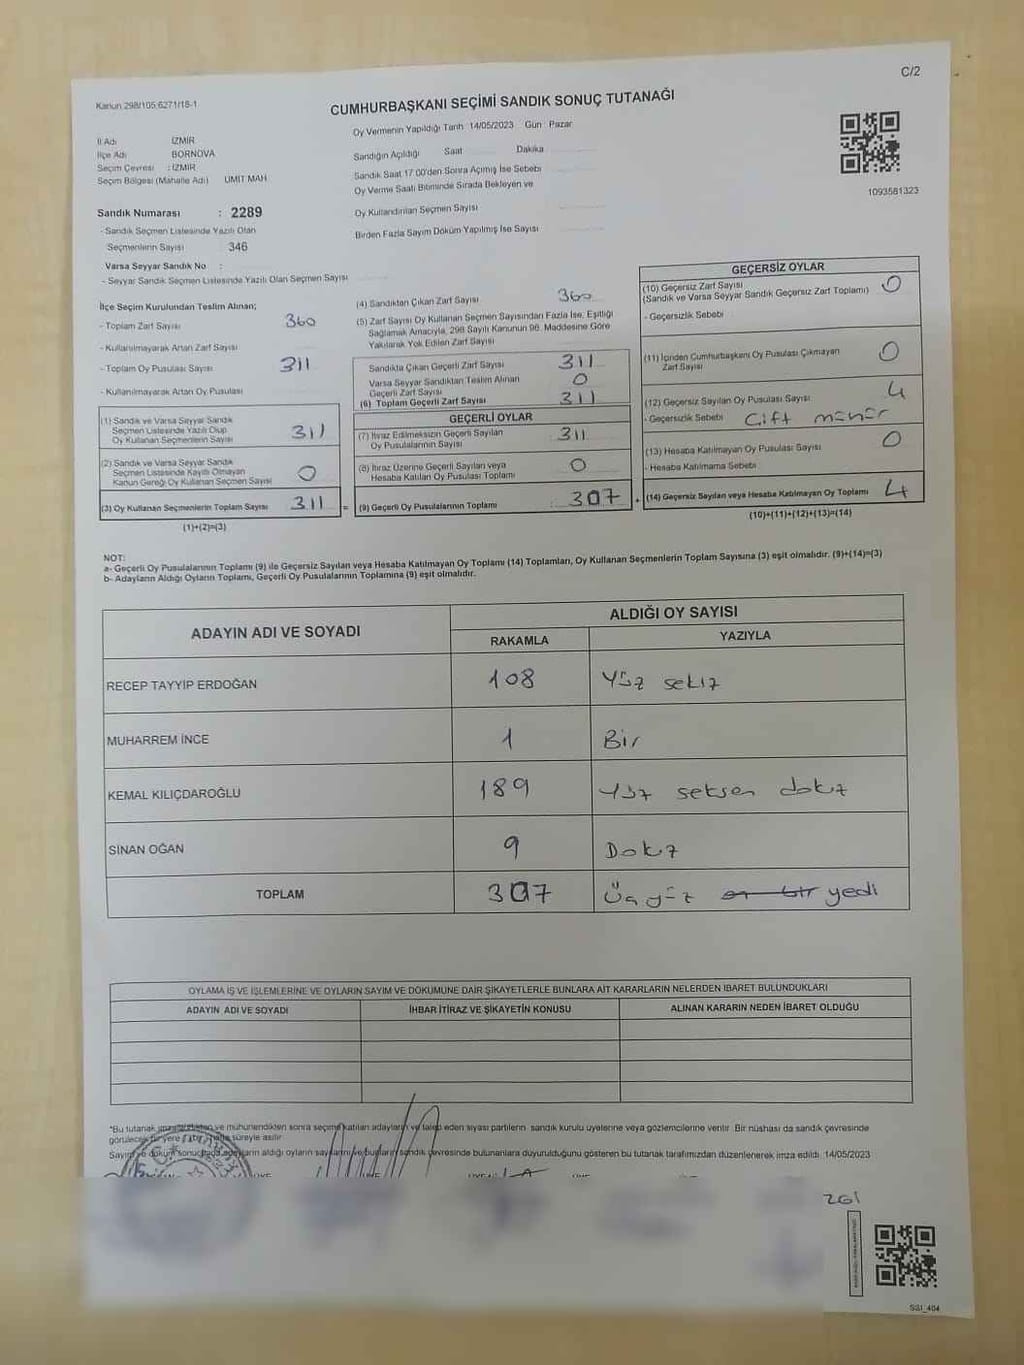 C/2
Kanun 298/105,6271/18-1
CUMHURBAŞKANI SEÇİMİ SANDIK SONUÇ TUTANAĞI
Oy Vermenin Yapıldığı Tarih 14/05/2023 Gün : Pazar
İl Adı : İZMİR
İlçe Adı : BORNOVA
Seçim Çevresi : İZMİR
Seçim Bölgesi (Mahalle Adı) ÜMİT MAH
Sandığın Açıldığı Saat Dakika
Sandık Saat 17 00'den Sonra Açımış İse Sebebi
Oy Verme Saati Bitiminde Sırada Bekleyen ve
Oy Kullandırılan Seçmen Sayısı
Birden Fazla Sayım Döküm Yapılmış İse Sayısı
1093581323
Sandık Numarası : 2289
- Sandık Seçmen Listesinde Yazılı Olan
Seçmenlerin Sayısı 346
Varsa Seyyar Sandık No :
- Seyyar Sandık Seçmen Listesinde Yazılı Olan Seçmen Sayısı
İlçe Seçim Kurulundan Teslim Alınan;
- Toplam Zarf Sayısı 360
- Kullanılmayarak Artan Zarf Sayısı
- Toplam Oy Pusulası Sayısı 311
- Kullanılmayarak Artan Oy Pusulası
(1) Sandık ve Varsa Seyyar Sandık
Seçmen Listesinde Yazılı Olup
Oy Kullanan Seçmenlerin Sayısı 311
(2) Sandık ve Varsa Seyyar Sandık
Seçmen Listesinde Kayıtlı Olmayan
Kanun Gereği Oy Kullanan Seçmen Sayısı 0
(3) Oy Kullanan Seçmenlerin Toplam Sayısı 311 =
(1)+(2)=(3)
(4) Sandıktan Çıkan Zarf Sayısı 360
(5) Zarf Sayısı Oy Kullanan Seçmen Sayısından Fazla İse, Eşitliği
Sağlamak Amacıyla, 298 Sayılı Kanunun 98. Maddesine Göre
Yakılarak Yok Edilen Zarf Sayısı
Sandıkta Çıkan Geçerli Zarf Sayısı 311
Varsa Seyyar Sandıktan Teslim Alınan
Geçerli Zarf Sayısı 0
(6) Toplam Geçerli Zarf Sayısı 311
GEÇERLİ OYLAR
(7) İtiraz Edilmeksizin Geçerli Sayılan
Oy Pusulalarının Sayısı 311
(8) İtiraz Üzerine Geçerli Sayılan veya
Hesaba Katılan Oy Pusulası Toplamı 0
(9) Geçerli Oy Pusulalarının Toplamı 307 +
GEÇERSİZ OYLAR
(10) Geçersiz Zarf Sayısı
(Sandık ve Varsa Seyyar Sandık Geçersiz Zarf Toplamı) 0
- Geçersizlik Sebebi
(11) İçinden Cumhurbaşkanı Oy Pusulası Çıkmayan
Zarf Sayısı 0
(12) Geçersiz Sayılan Oy Pusulası Sayısı 4
- Geçersizlik Sebebi Çift mühür
(13) Hesaba Katılmayan Oy Pusulası Sayısı 0
- Hesaba Katılmama Sebebi
(14) Geçersiz Sayılan veya Hesaba Katılmayan Oy Toplamı 4
(10)+(11)+(12)+(13)=(14)
NOT:
a- Geçerli Oy Pusulalarının Toplamı (9) ile Geçersiz Sayılan veya Hesaba Katılmayan Oy Toplamı (14) Toplamları, Oy Kullanan Seçmenlerin Toplam Sayısına (3) eşit olmalıdır. (9)+(14)=(3)
b- Adayların Aldığı Oyların Toplamı, Geçerli Oy Pusulalarının Toplamına (9) eşit olmalıdır.
ADAYIN ADI VE SOYADI
ALDIĞI OY SAYISI
RAKAMLA YAZIYLA
RECEP TAYYİP ERDOĞAN 108 Yüz sekiz
MUHARREM İNCE 1 Bir
KEMAL KILIÇDAROĞLU 189 Yüz seksen dokz
SİNAN OĞAN 9 Dokz
TOPLAM 307 Üçyüz on bir yedi
OYLAMA İŞ VE İŞLEMLERİNE VE OYLARIN SAYIM VE DÖKÜMÜNE DAİR ŞİKAYETLERLE BUNLARA AİT KARARLARIN NELERDEN İBARET BULUNDUKLARI
ADAYIN ADI VE SOYADI İHBAR İTİRAZ VE ŞİKAYETİN KONUSU ALINAN KARARIN NEDEN İBARET OLDUĞU
*Bu tutanak ve mühürlendikten sonra seçime katılan adayların ve talep eden siyasi partilerin sandık kurulu üyelerine veya gözlemcilerine verilir. Bir nüshası da sandık çevresinde
görülecek bir yere süreyle asılır
Sayım ve döküm adayların aldığı oyların sandık çevresinde bulunanlara duyurulduğunu gösteren bu tutanak tarafımızdan düzenlenerek imza edildi. 14/05/2023
261
SSI_404